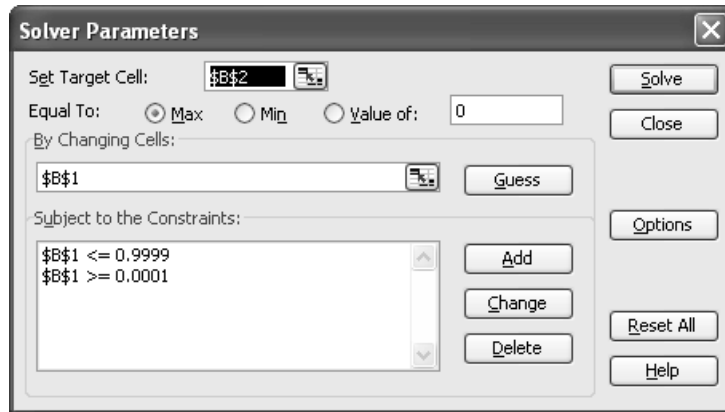 Solver Parameters
Set Target Cell: $B$2
Solve
Equal To: Max Min Value of: 0
Close
By Changing Cells:
$B$1
Guess
Subject to the Constraints:
Options
$B$1 <= 0.9999
$B$1 >= 0.0001
Add
Change
Reset All
Delete
Help